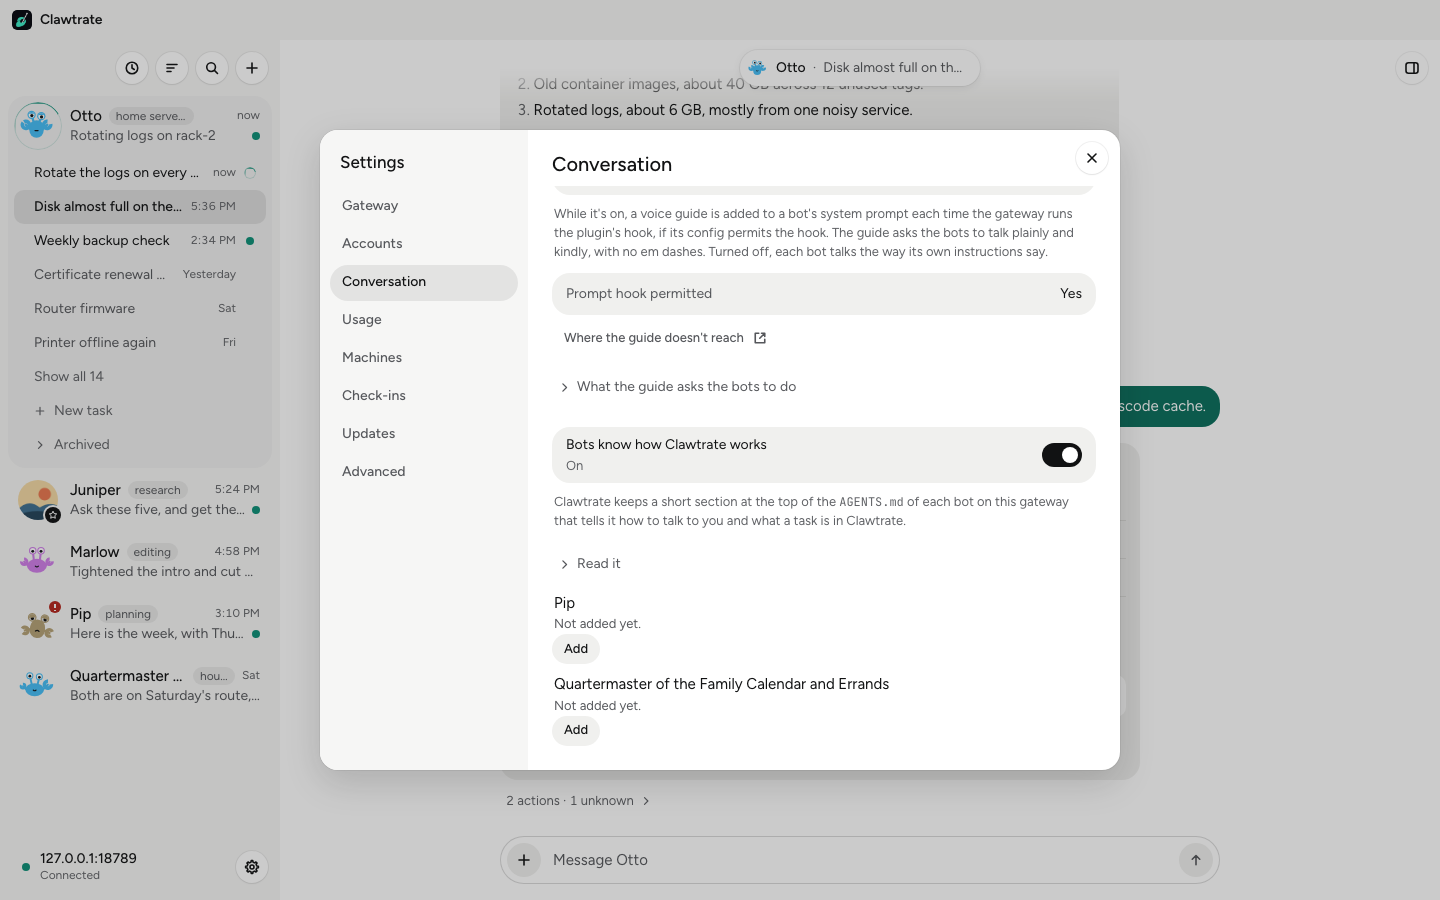 Clawtrate
Otto home serve... now
Rotating logs on rack-2
Rotate the logs on every ... now
Disk almost full on the... 5:36 PM
Weekly backup check 2:34 PM
Certificate renewal ... Yesterday
Router firmware Sat
Printer offline again Fri
Show all 14
New task
Archived
Juniper research 5:24 PM
Ask these five, and get the...
Marlow editing 4:58 PM
Tightened the intro and cut ...
Pip planning 3:10 PM
Here is the week, with Thu...
Quartermaster ... hou... Sat
Both are on Saturday's route,...
127.0.0.1:18789
Connected
Otto · Disk almost full on th...
2. Old container images, about 40 GB across 12 unused tags.
3. Rotated logs, about 6 GB, mostly from one noisy service.
scode cache.
Settings
Gateway
Accounts
Conversation
Usage
Machines
Check-ins
Updates
Advanced
Conversation
While it's on, a voice guide is added to a bot's system prompt each time the gateway runs
the plugin's hook, if its config permits the hook. The guide asks the bots to talk plainly and
kindly, with no em dashes. Turned off, each bot talks the way its own instructions say.
Prompt hook permitted Yes
Where the guide doesn't reach
What the guide asks the bots to do
Bots know how Clawtrate works
On
Clawtrate keeps a short section at the top of the AGENTS.md of each bot on this gateway
that tells it how to talk to you and what a task is in Clawtrate.
Read it
Pip
Not added yet.
Add
Quartermaster of the Family Calendar and Errands
Not added yet.
Add
2 actions · 1 unknown
Message Otto